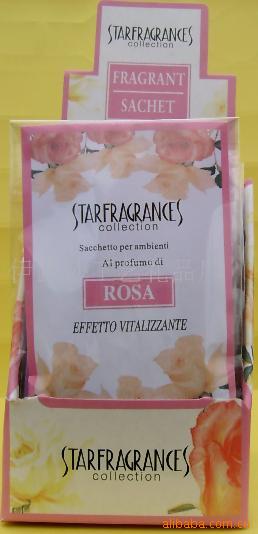 STARFRAGRANCES
collection
FRAGRANT
SACHET
STARFRAGRANCES
collection
Sacchetto per ambienti
Al profumo di
ROSA
EFFETTO VITALIZZANTE
STARFRAGRANCES
collection
alibaba.com.cn